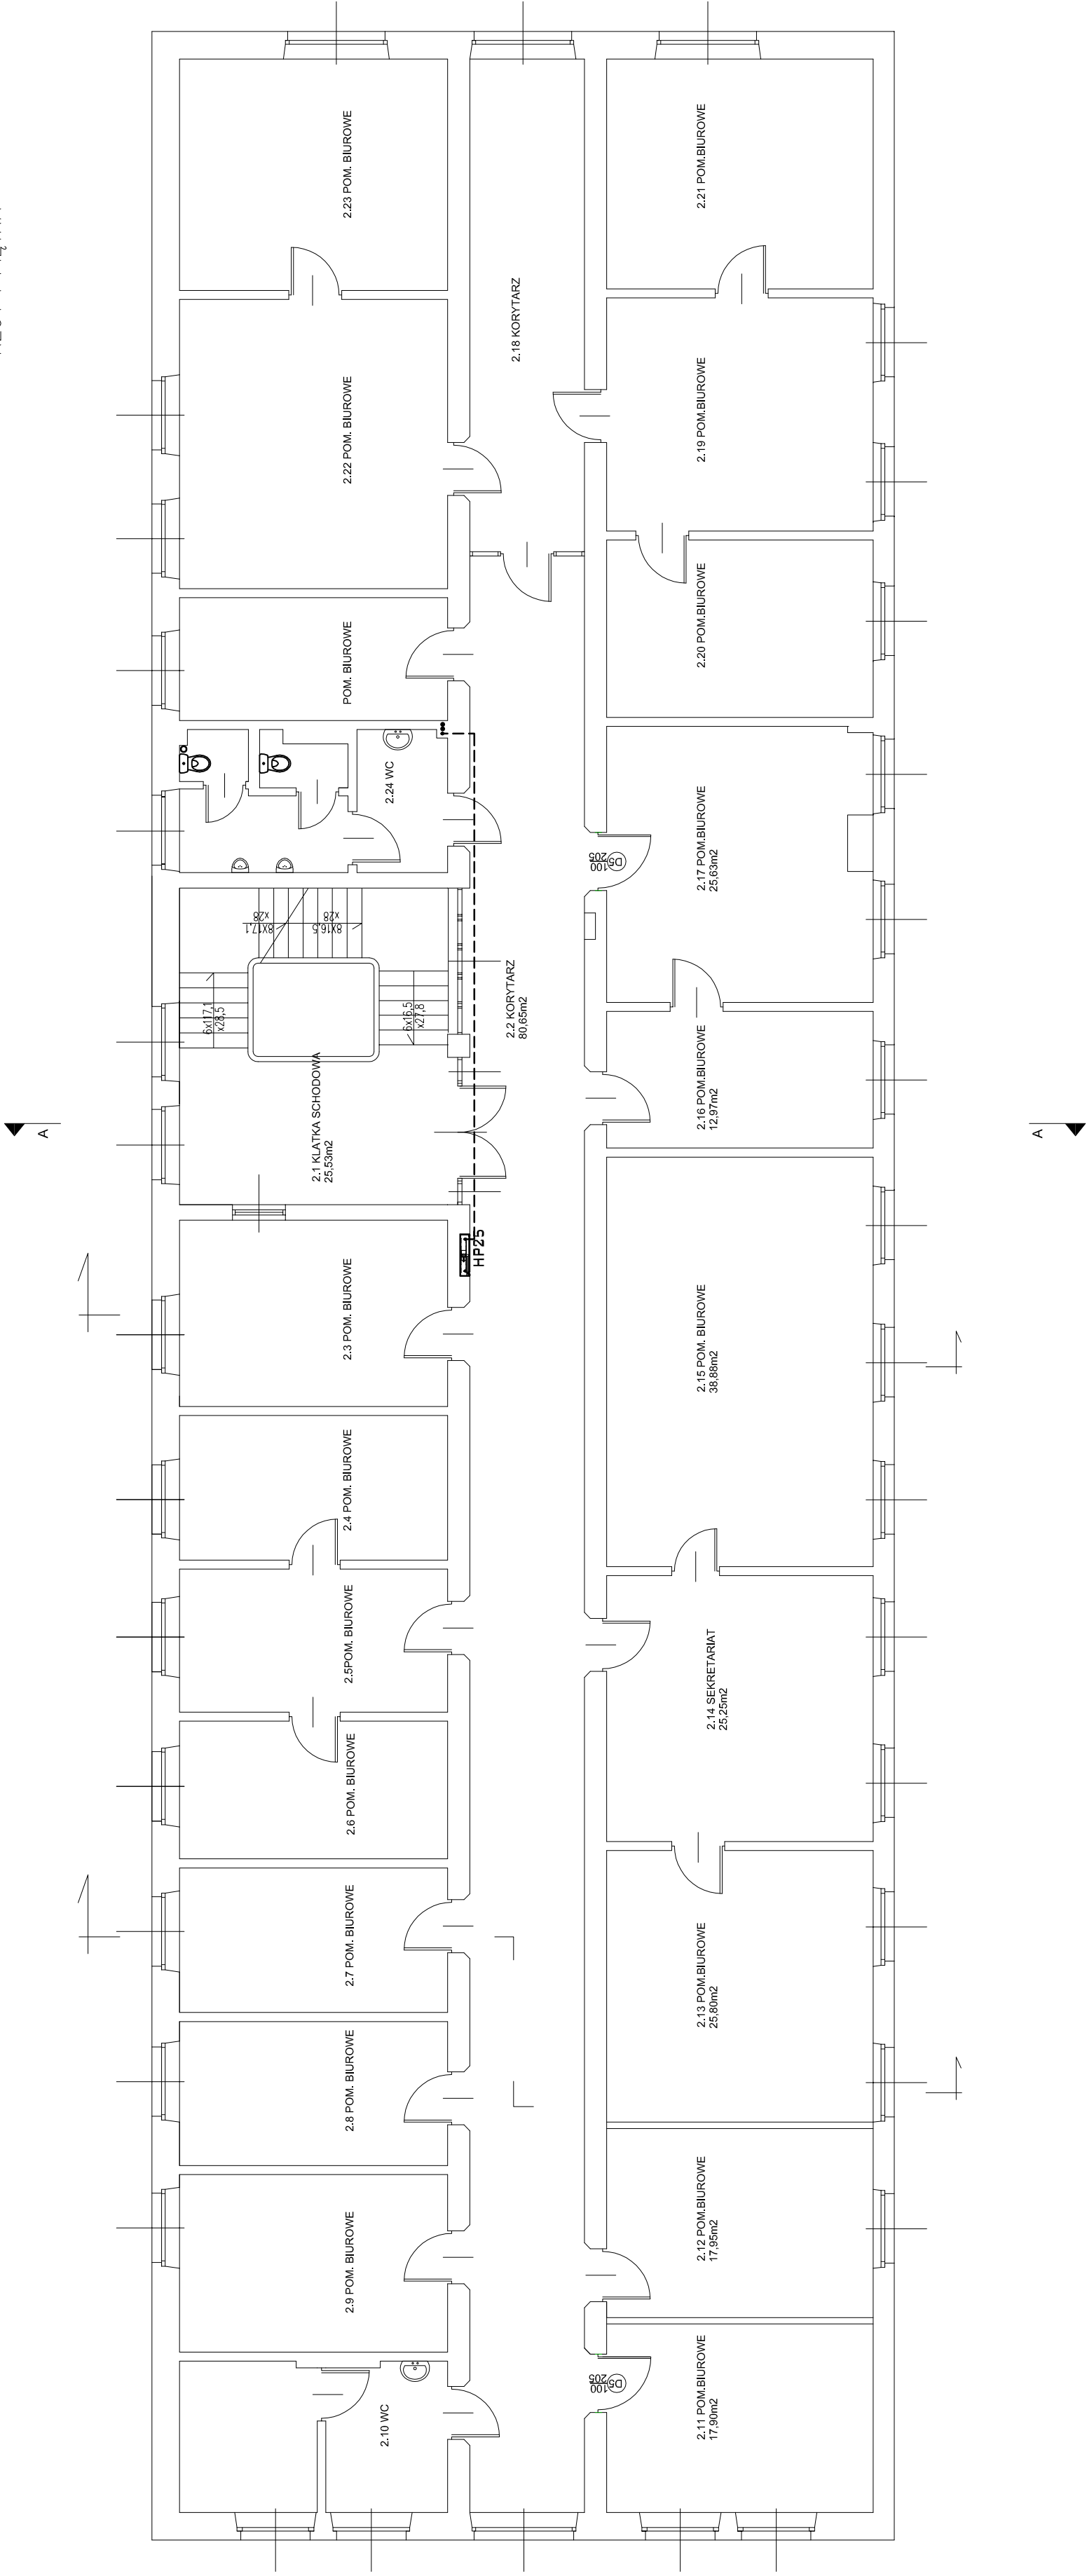 2.23 POM. BIUROWE
2.21 POM.BIUROWE
2.18 KORYTARZ
2.22 POM. BIUROWE
2.19 POM.BIUROWE
POM. BIUROWE
2.20 POM.BIUROWE
2.24 WC
D5
100
205
2.17 POM.BIUROWE
25,63m2
8X17,1
x28
8X16,5
x28
6x117,1
x28,5
6x16,5
x27,8
2.2 KORYTARZ
80,65m2
2.1 KLATKA SCHODOWA
25,53m2
2.16 POM.BIUROWE
12,97m2
A
A
HP25
2.3 POM. BIUROWE
2.15 POM. BIUROWE
38,88m2
2.4 POM. BIUROWE
2.5POM. BIUROWE
2.14 SEKRETARIAT
25,25m2
2.6 POM. BIUROWE
2.7 POM. BIUROWE
2.13 POM.BIUROWE
25,80m2
2.8 POM. BIUROWE
2.9 POM. BIUROWE
2.12 POM.BIUROWE
17,95m2
2.10 WC
D5
100
205
2.11 POM.BIUROWE
17,90m2